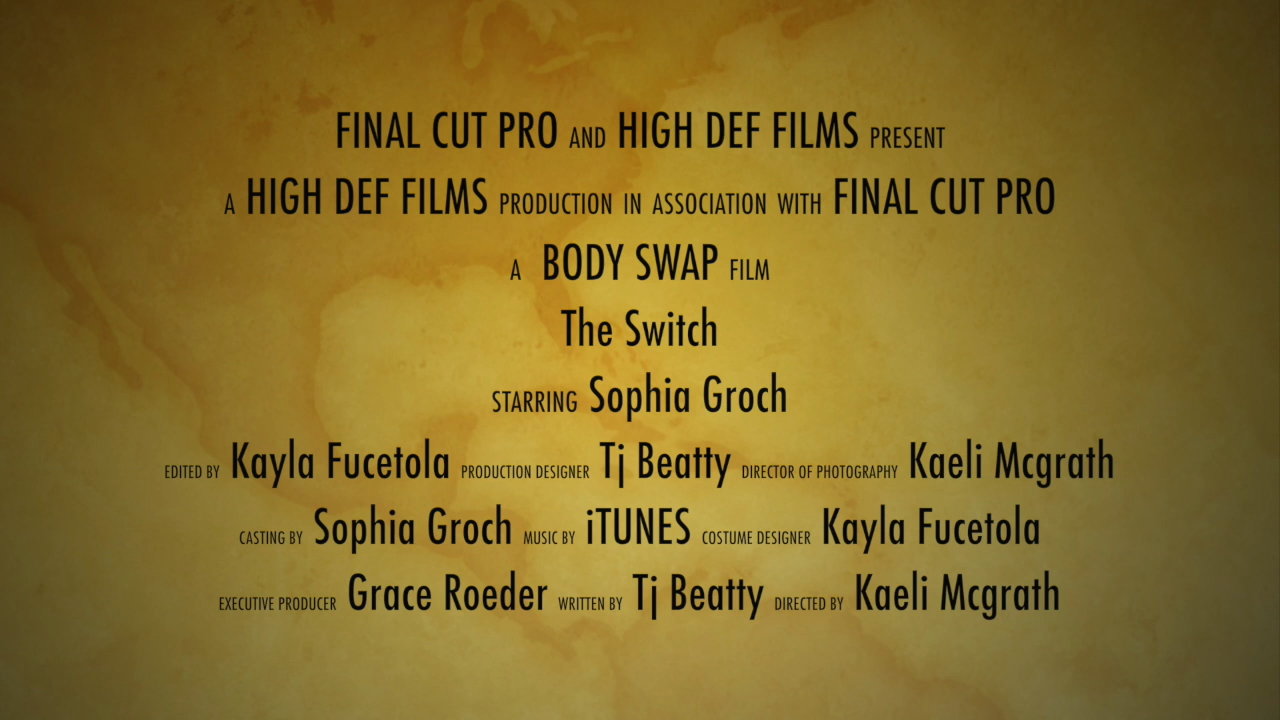 FINAL CUT PRO AND HIGH DEF FILMS PRESENT
A HIGH DEF FILMS PRODUCTION IN ASSOCIATION WITH FINAL CUT PRO
A BODY SWAP FILM
The Switch
STARRING Sophia Groch
EDITED BY Kayla Fucetola PRODUCTION DESIGNER Tj Beatty DIRECTOR OF PHOTOGRAPHY Kaeli Mcgrath
CASTING BY Sophia Groch MUSIC BY iTUNES COSTUME DESIGNER Kayla Fucetola
EXECUTIVE PRODUCER Grace Roeder WRITTEN BY Tj Beatty DIRECTED BY Kaeli Mcgrath